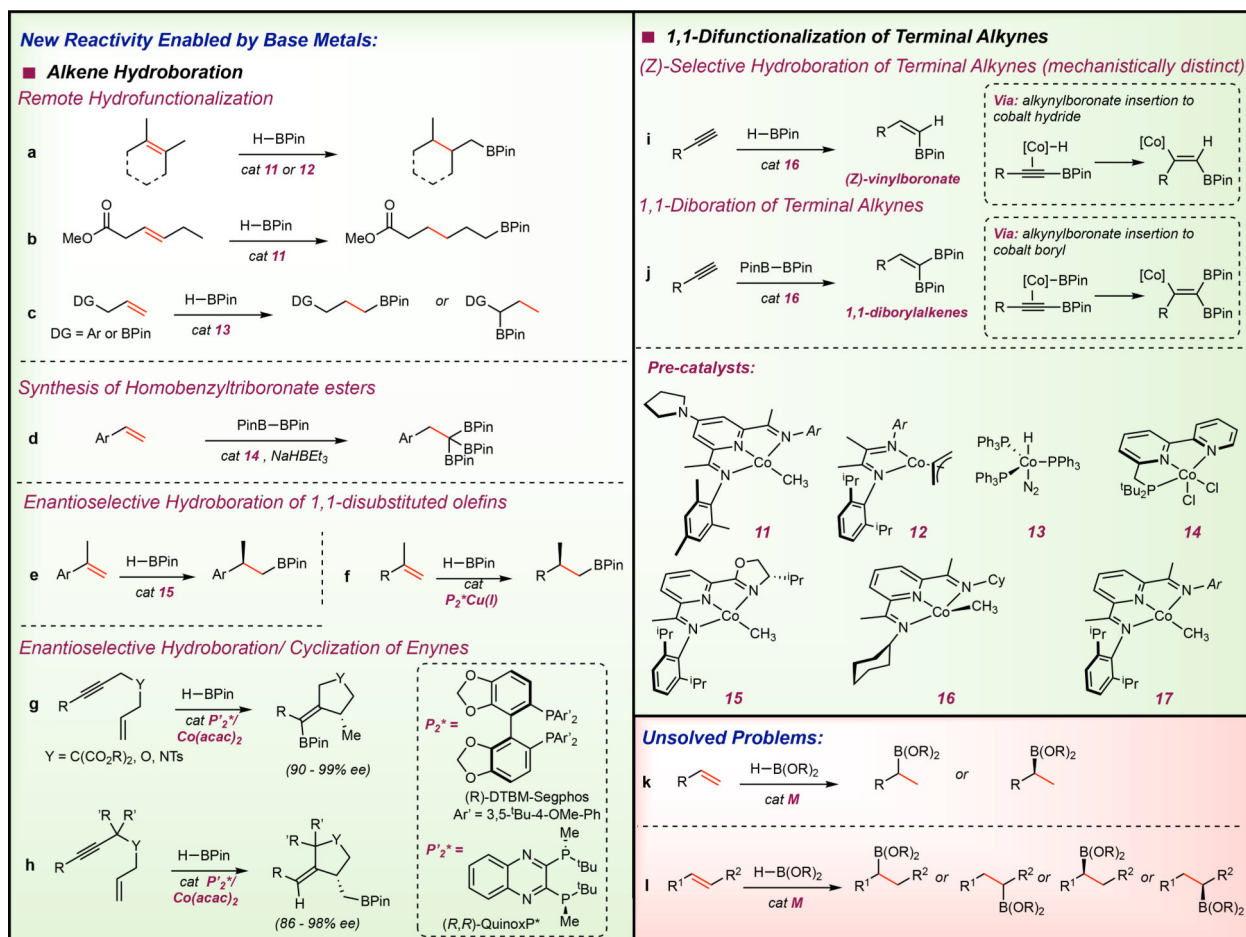 New Reactivity Enabled by Base Metals:
■ Alkene Hydroboration
Remote Hydrofunctionalization
a
H-BPin
cat 11 or 12
BPin
b
O
MeO
H-BPin
cat 11
O
MeO
BPin
c
DG
DG = Ar or BPin
H-BPin
cat 13
DG
BPin
or
DG
BPin
Synthesis of Homobenzyltriboronate esters
d
Ar
PinB-BPin
cat 14 , NaHBEt3
Ar
BPin
BPin
BPin
Enantioselective Hydroboration of 1,1-disubstituted olefins
e
Ar
H-BPin
cat 15
Ar
BPin
f
R
H-BPin
cat
P2*Cu(I)
R
BPin
Enantioselective Hydroboration/ Cyclization of Enynes
g
R
Y
Y = C(CO2R)2, O, NTs
H-BPin
cat P'2*/
Co(acac)2
Y
R
BPin
Me
(90 - 99% ee)
h
'R
R'
R
Y
H-BPin
cat P'2*/
Co(acac)2
'R
R'
Y
R
H
BPin
(86 - 98% ee)
P2* =
O
O
O
O
PAr'2
PAr'2
(R)-DTBM-Segphos
Ar' = 3,5-tBu-4-OMe-Ph
P'2* =
N
N
Me
P
tBu
tBu
P
Me
(R,R)-QuinoxP*
■ 1,1-Difunctionalization of Terminal Alkynes
(Z)-Selective Hydroboration of Terminal Alkynes (mechanistically distinct)
i
R
H-BPin
cat 16
R
H
BPin
(Z)-vinylboronate
Via: alkynylboronate insertion to
cobalt hydride
[Co]-H
R
BPin
[Co]
H
R
BPin
1,1-Diboration of Terminal Alkynes
j
R
PinB-BPin
cat 16
R
BPin
BPin
1,1-diborylalkenes
Via: alkynylboronate insertion to
cobalt boryl
[Co]-BPin
R
BPin
[Co]
BPin
R
BPin
Pre-catalysts:
N
N
N
Ar
Co
CH3
N
11
N
Ar
Co
N
iPr
iPr
12
H
Ph3P
Co
PPh3
Ph3P
N2
13
N
N
Co
tBu2P
Cl
Cl
14
O
N
iPr
N
Co
CH3
N
iPr
iPr
15
N
Cy
N
Co
CH3
N
16
N
Ar
N
Co
CH3
N
iPr
iPr
17
Unsolved Problems:
k
R
H-B(OR)2
cat M
B(OR)2
R
or
B(OR)2
R
l
R1
R2
H-B(OR)2
cat M
B(OR)2
R1
R2
or
R1
R2
B(OR)2
or
B(OR)2
R1
R2
or
R1
R2
B(OR)2